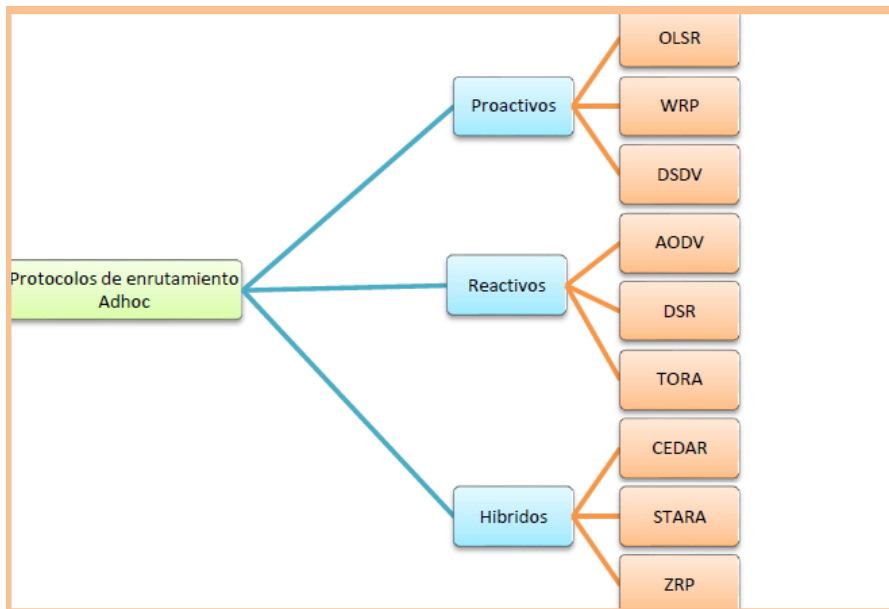 Protocolos de enrutamiento
Adhoc
Proactivos
OLSR
WRP
DSDV
Reactivos
AODV
DSR
TORA
Hibridos
CEDAR
STARA
ZRP